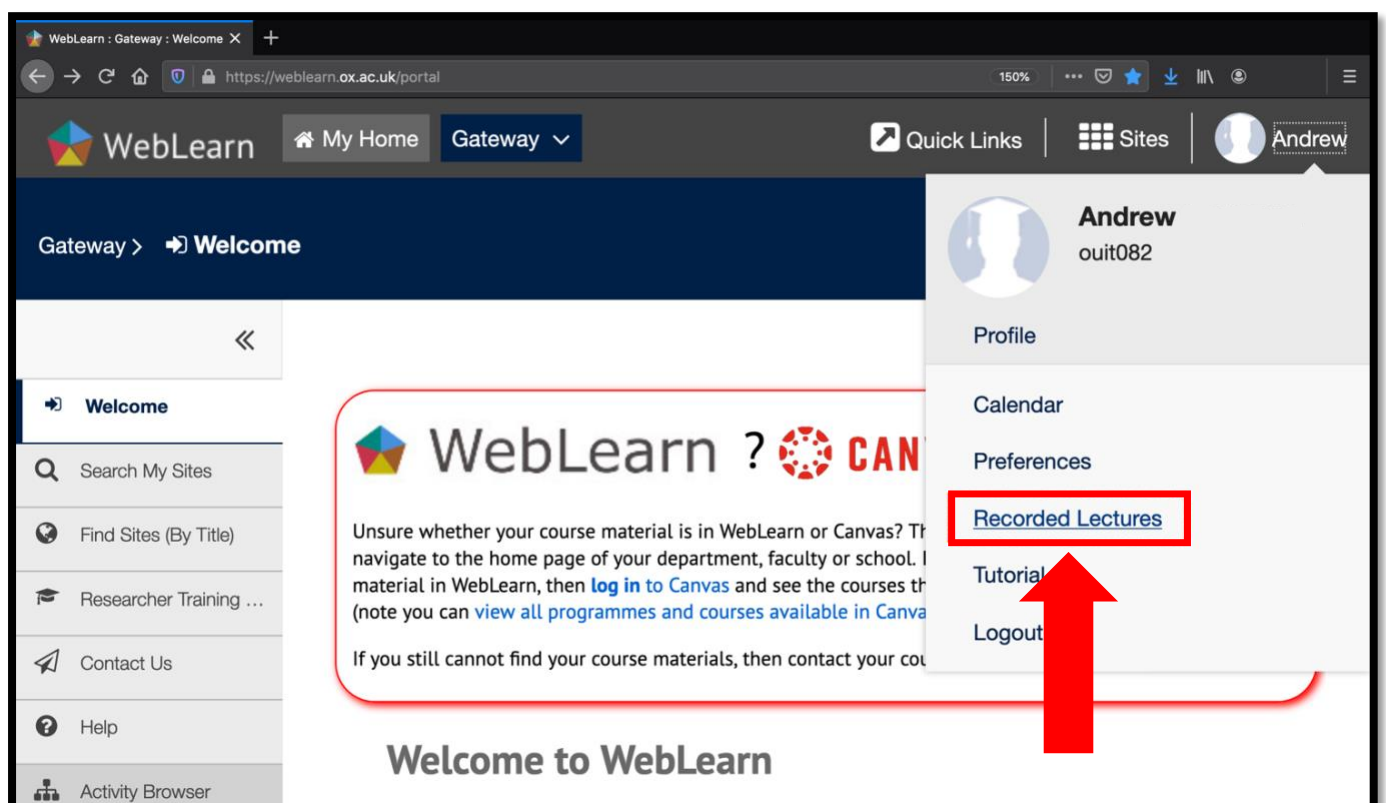 WebLearn : Gateway : Welcome
https://weblearn.ox.ac.uk/portal
150%
WebLearn
My Home
Gateway
Quick Links
Sites
Andrew
Gateway > Welcome
Andrew
ouit082
Profile
Calendar
Preferences
Recorded Lectures
Tutorial
Logout
Welcome
Search My Sites
Find Sites (By Title)
Researcher Training ...
Contact Us
Help
Activity Browser
WebLearn ? CAN
Unsure whether your course material is in WebLearn or Canvas?
navigate to the home page of your department, faculty or school.
material in WebLearn, then log in to Canvas and see the courses
(note you can view all programmes and courses available in Canva
If you still cannot find your course materials, then contact your
Welcome to WebLearn